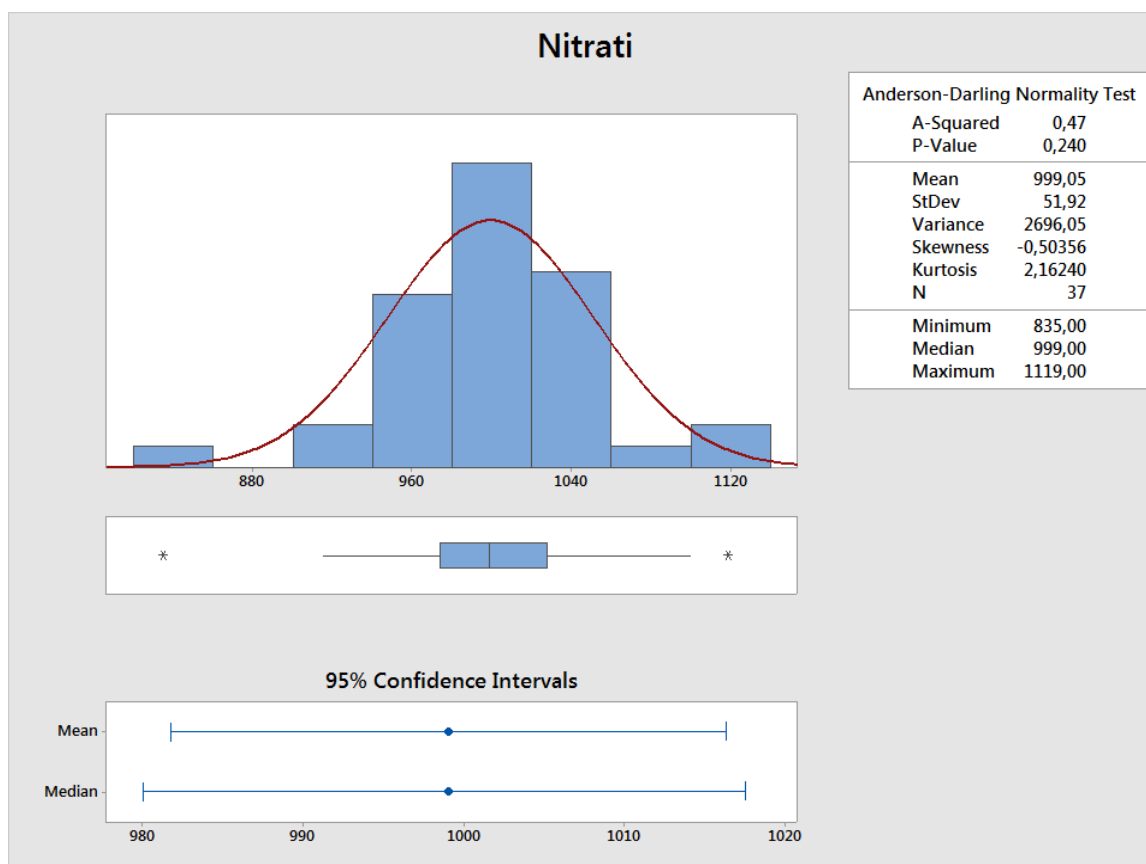 Nitrati
Anderson-Darling Normality Test
A-Squared 0,47
P-Value 0,240
Mean 999,05
StDev 51,92
Variance 2696,05
Skewness -0,50356
Kurtosis 2,16240
N 37
Minimum 835,00
Median 999,00
Maximum 1119,00
880 960 1040 1120
95% Confidence Intervals
Mean
Median
980 990 1000 1010 1020